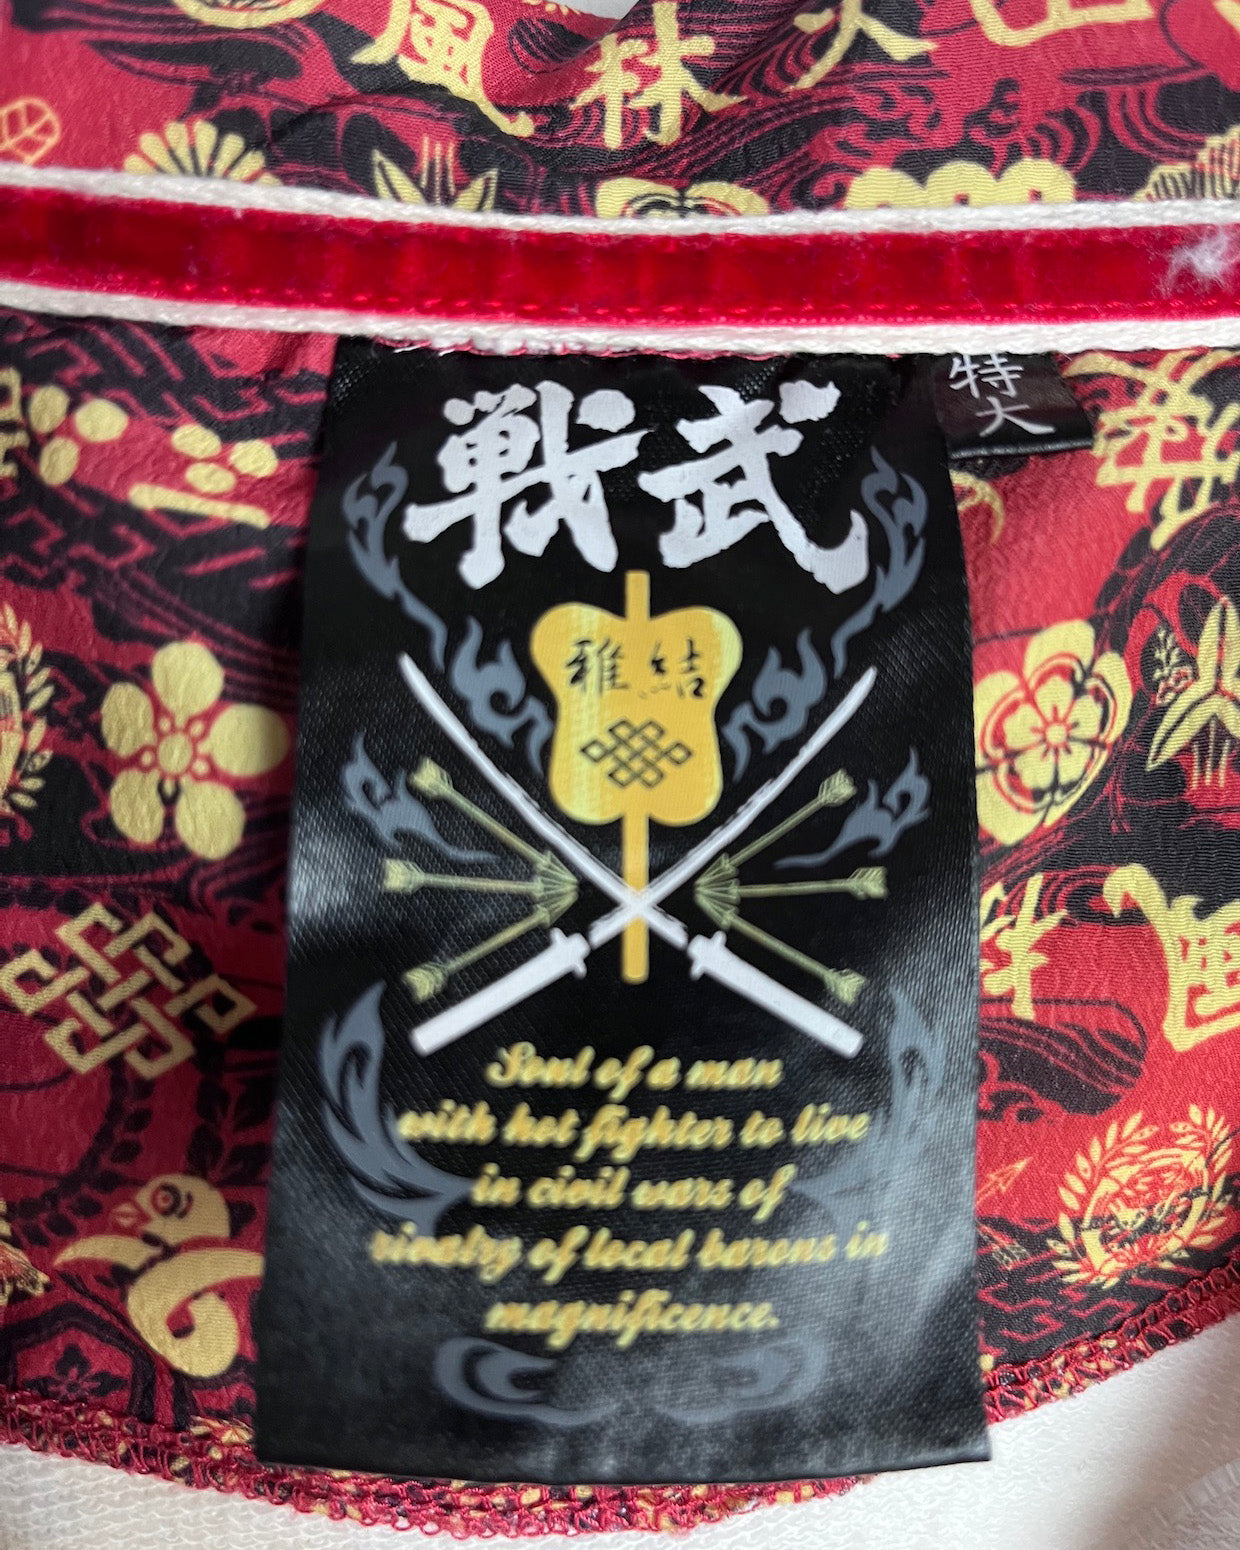 風林火山
戦武
特大
雅結
Soul of a man
with hot fighter to live
in civil wars of
rivalry of local barons in
magnificence.